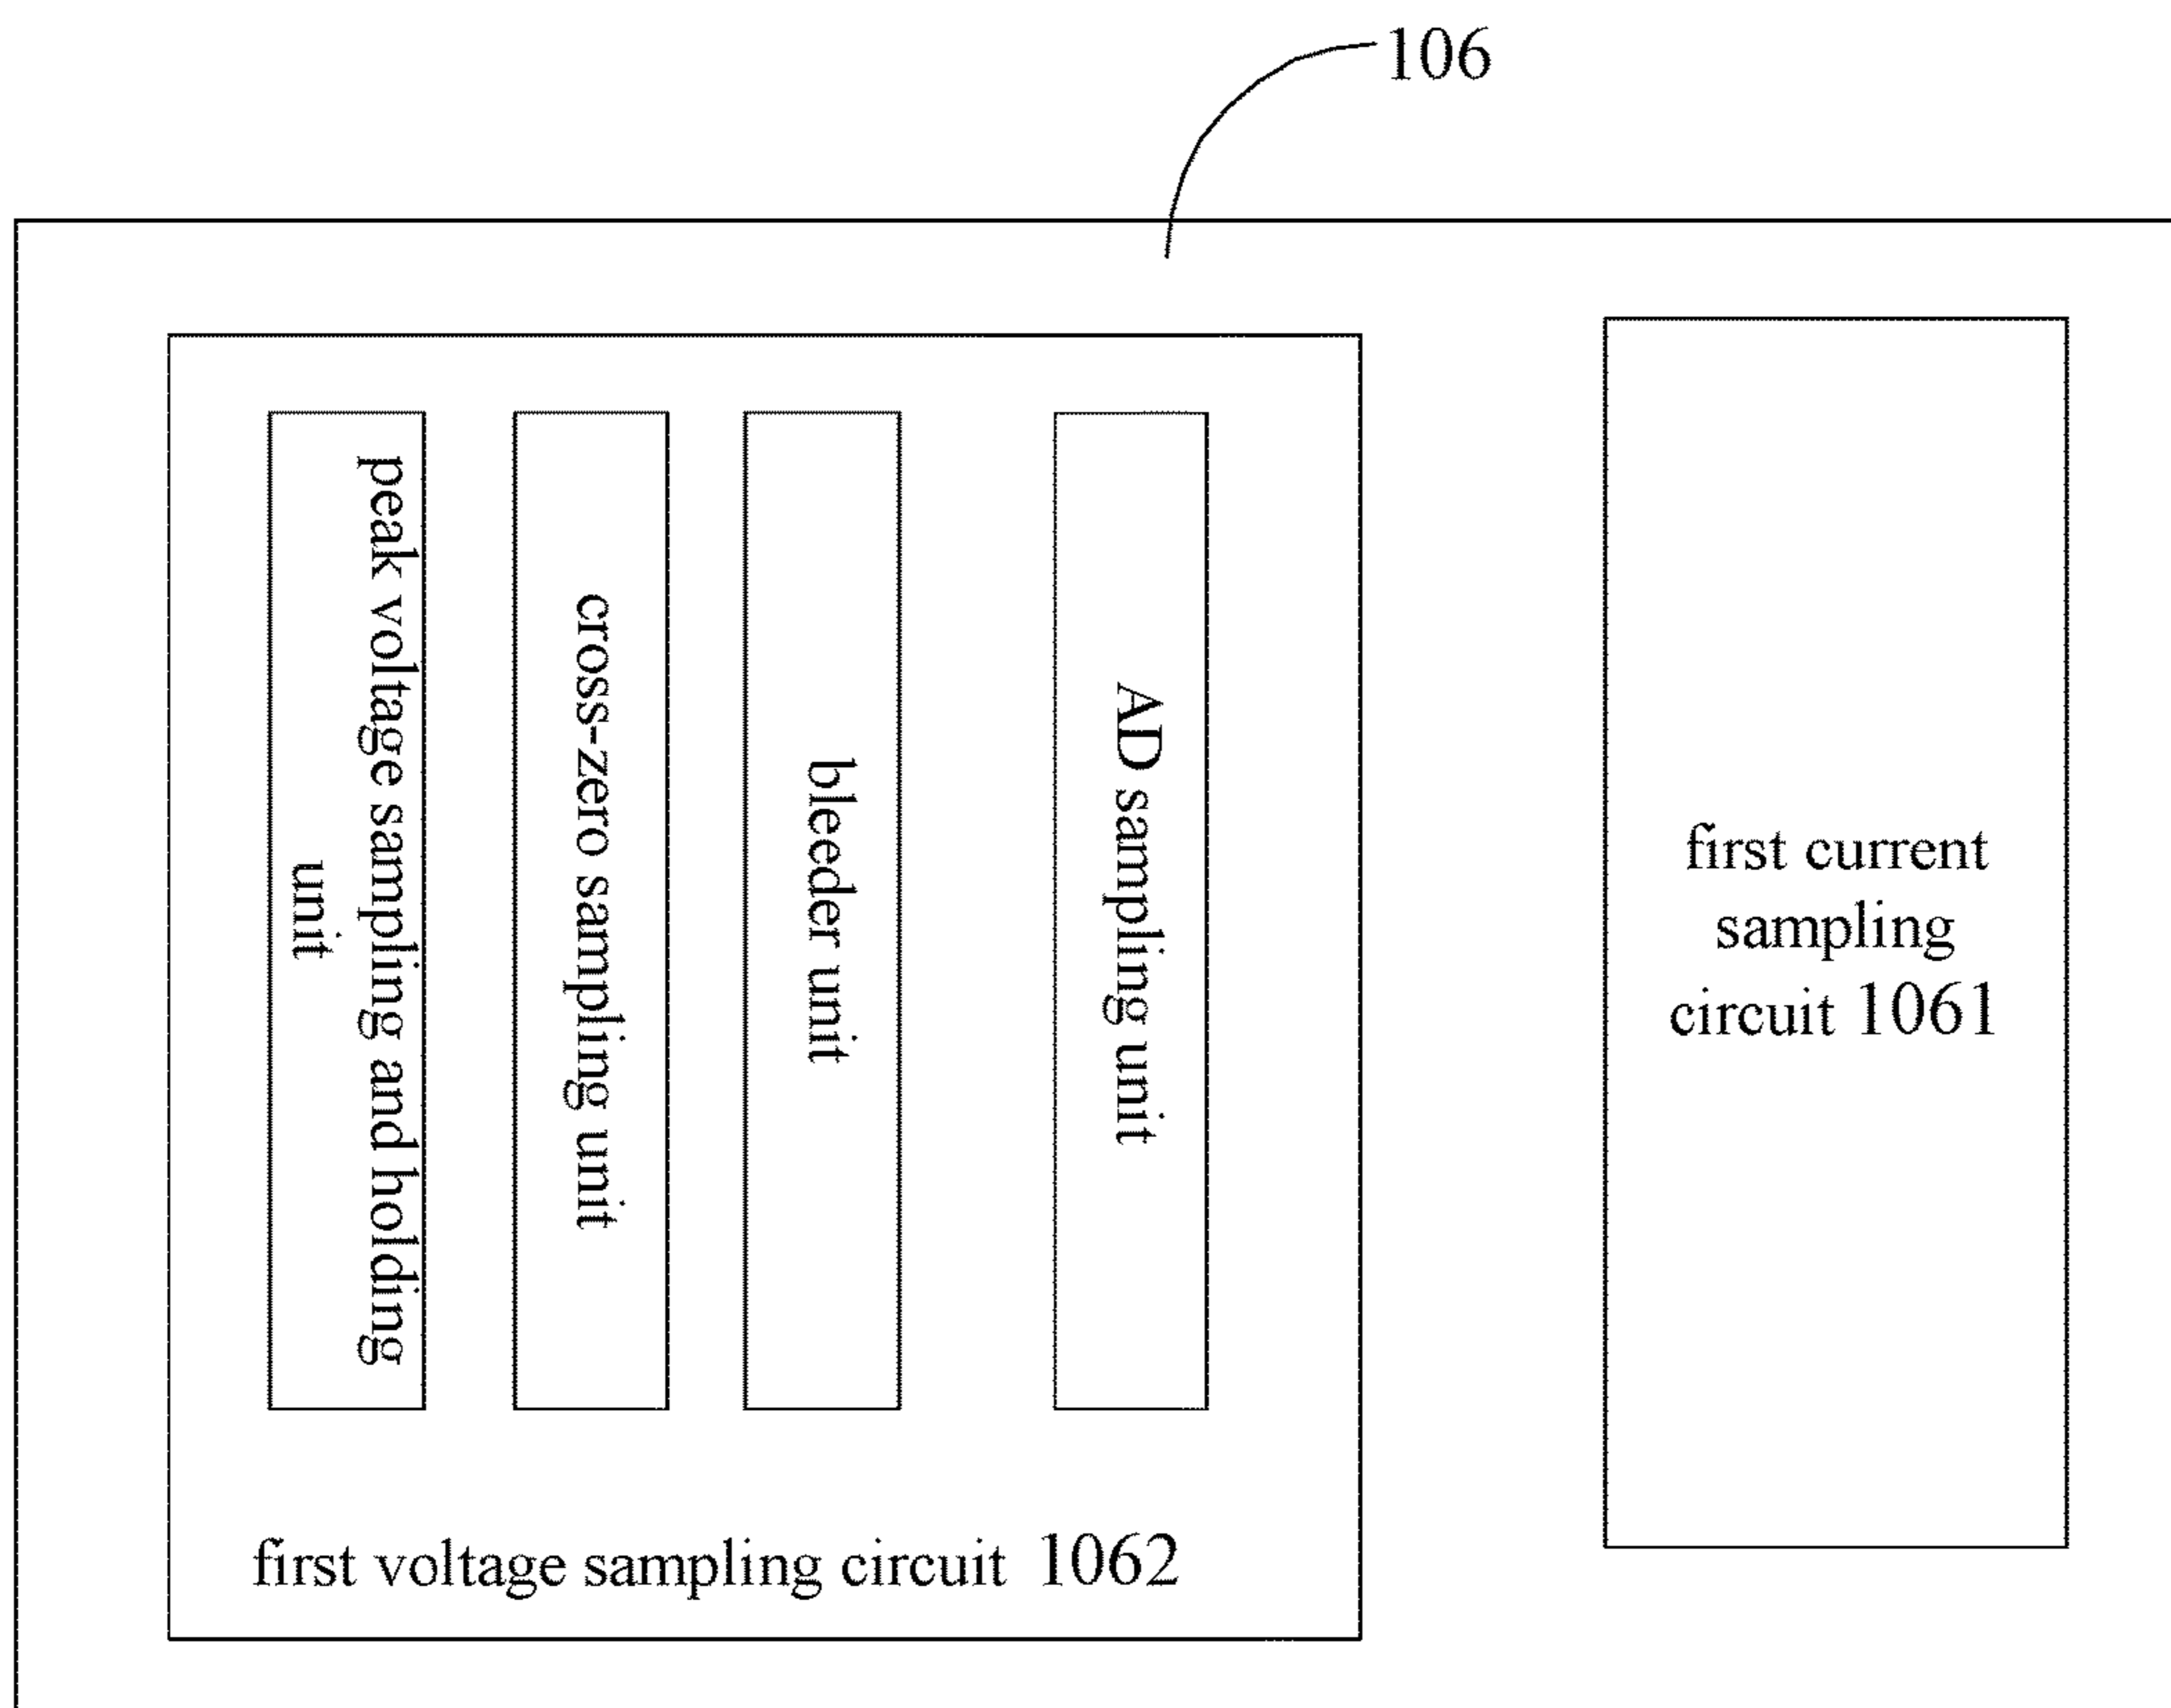 106
peak voltage sampling and holding
unit
cross-zero sampling unit
bleeder unit
AD sampling unit
first current
sampling
circuit 1061
first voltage sampling circuit 1062